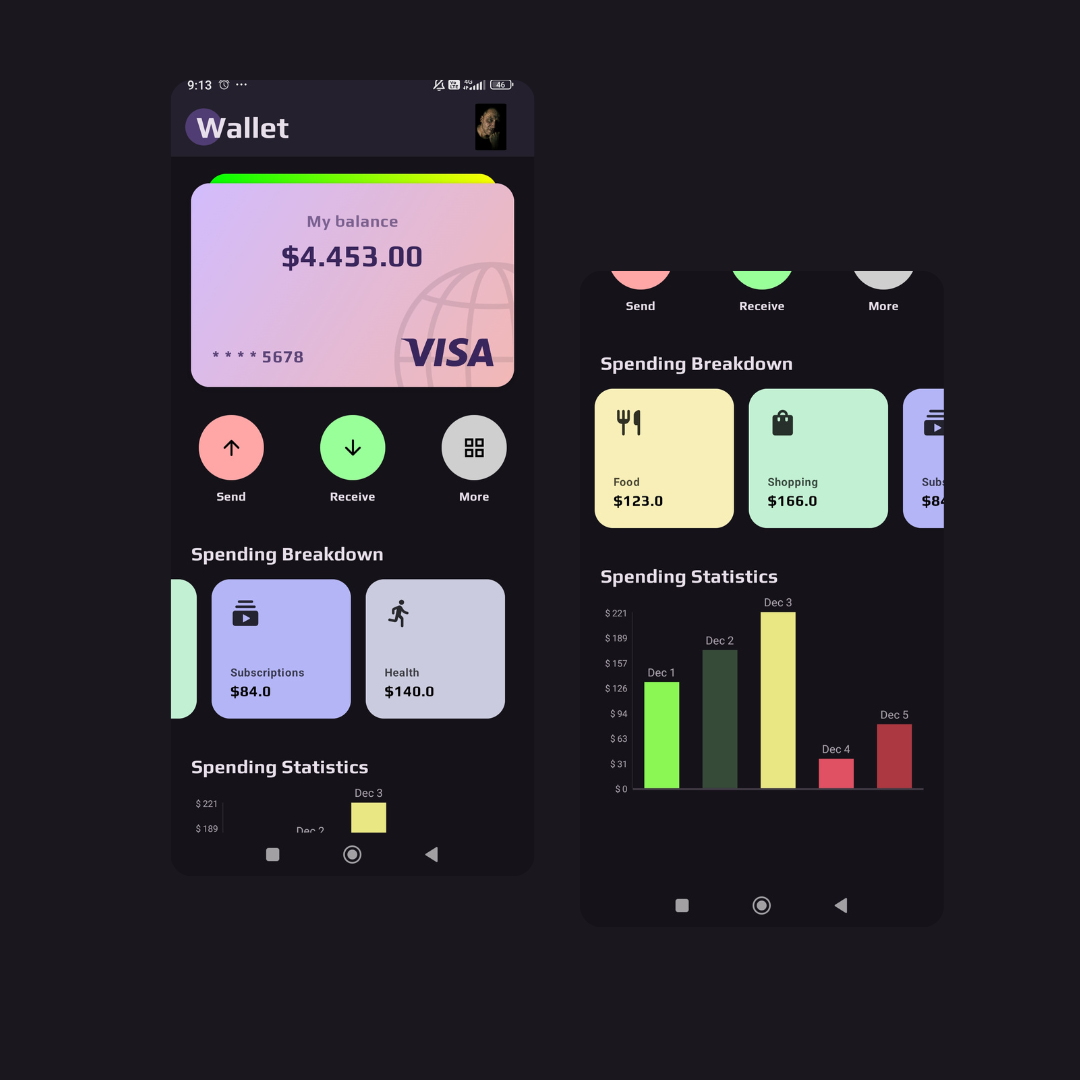 9:13
4G
46
Wallet
My balance
$4.453.00
* * * * 5678
VISA
Send
Receive
More
Spending Breakdown
Subscriptions
$84.0
Health
$140.0
Spending Statistics
Dec 3
$ 221
$ 189
Dec 2
Send
Receive
More
Spending Breakdown
Food
$123.0
Shopping
$166.0
Subs
$84
Spending Statistics
Dec 3
$ 221
$ 189
Dec 2
$ 157
Dec 1
$ 126
$ 94
Dec 5
$ 63
Dec 4
$ 31
$ 0